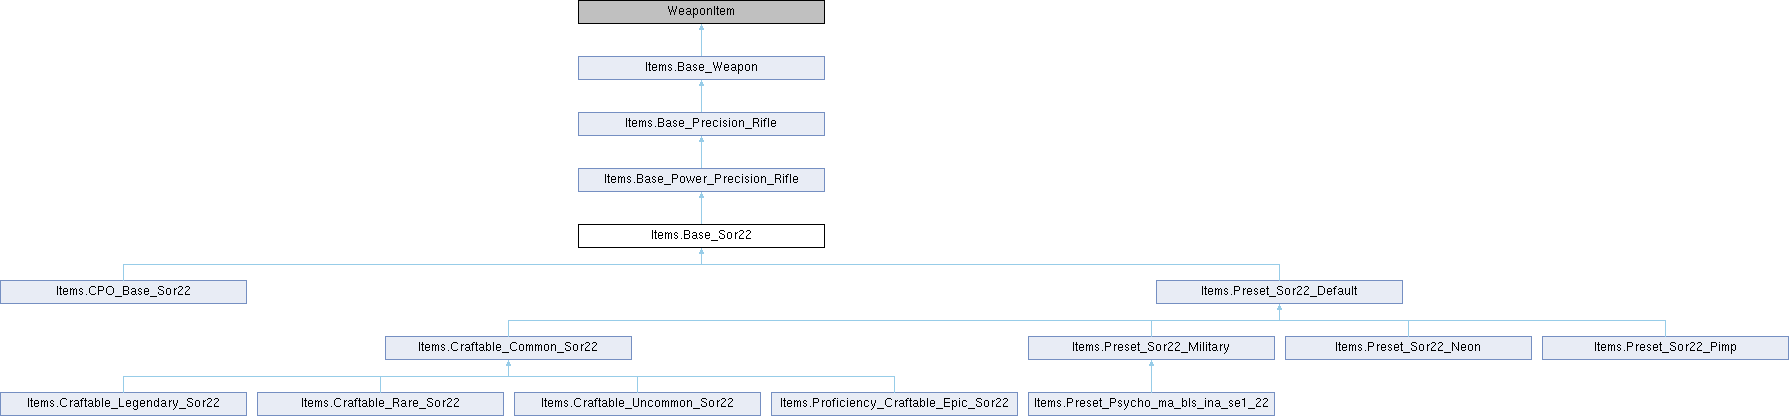 WeaponItem
Items.Base_Weapon
Items.Base_Precision_Rifle
Items.Base_Power_Precision_Rifle
Items.Base_Sor22
Items.CPO_Base_Sor22
Items.Preset_Sor22_Default
Items.Craftable_Common_Sor22
Items.Preset_Sor22_Military
Items.Preset_Sor22_Neon
Items.Preset_Sor22_Pimp
Items.Craftable_Legendary_Sor22
Items.Craftable_Rare_Sor22
Items.Craftable_Uncommon_Sor22
Items.Proficiency_Craftable_Epic_Sor22
Items.Preset_Psycho_ma_bls_ina_se1_22